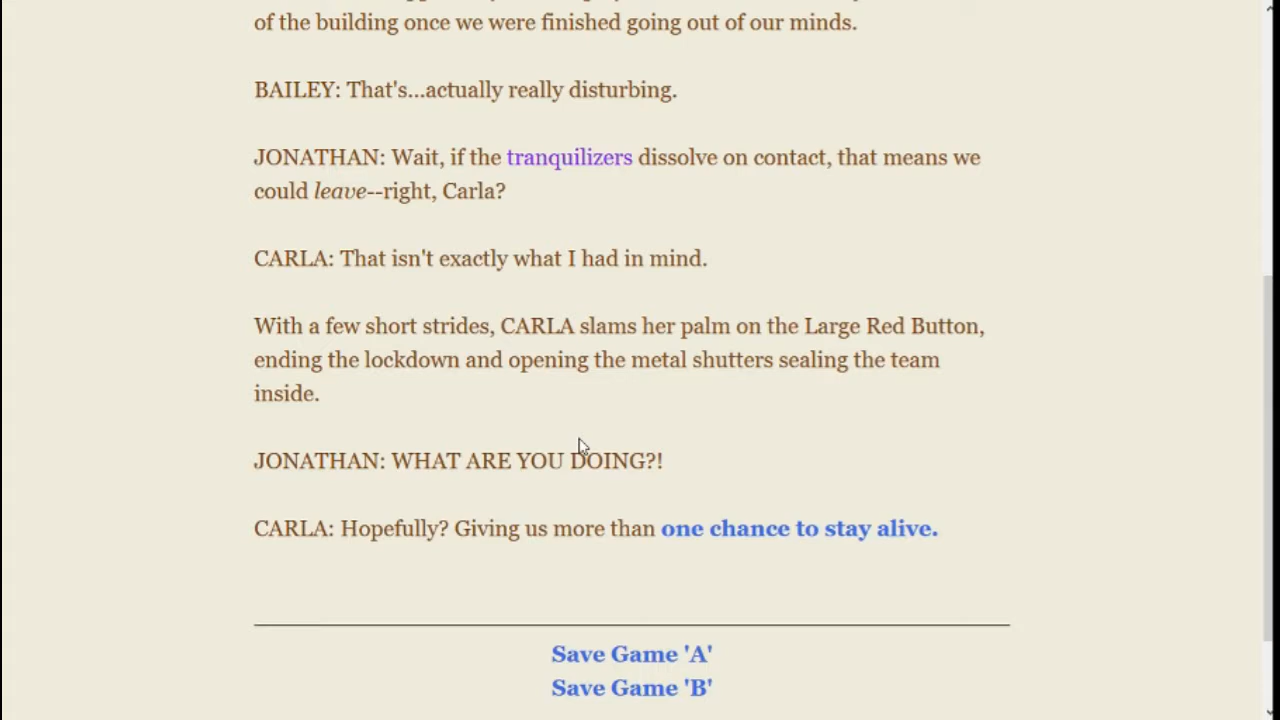 of the building once we were finished going out of our minds.
BAILEY: That's...actually really disturbing.
JONATHAN: Wait, if the tranquilizers dissolve on contact, that means we
could leave--right, Carla?
CARLA: That isn't exactly what I had in mind.
With a few short strides, CARLA slams her palm on the Large Red Button,
ending the lockdown and opening the metal shutters sealing the team
inside.
JONATHAN: WHAT ARE YOU DOING?!
CARLA: Hopefully? Giving us more than one chance to stay alive.
Save Game 'A'
Save Game 'B'